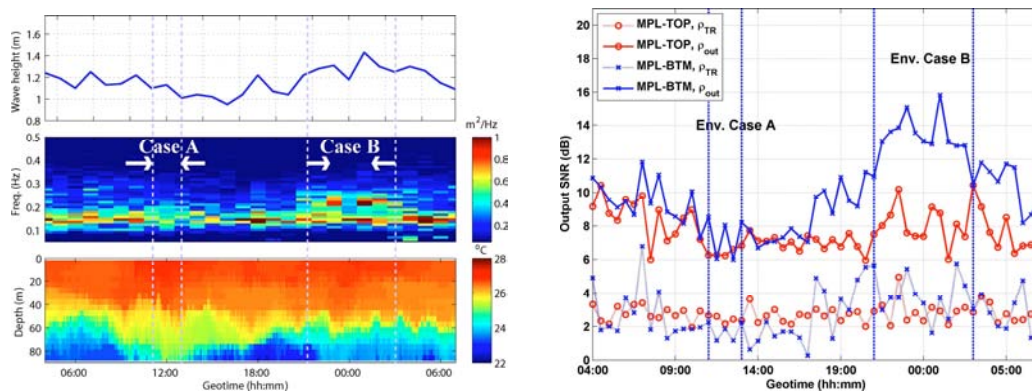 Wave height (m)
1.6
1.4
1.2
1
0.8
m²/Hz
Freq. (Hz)
0.5
0.4
0.3
0.2
0.1
Case A
Case B
1
0.8
0.6
0.4
0.2
°C
Depth (m)
0
20
40
60
80
28
26
24
22
06:00
12:00
18:00
00:00
06:00
Geotime (hh:mm)
Output SNR (dB)
20
18
16
14
12
10
8
6
4
2
0
MPL-TOP, ρTR
MPL-TOP, ρout
MPL-BTM, ρTR
MPL-BTM, ρout
Env. Case A
Env. Case B
04:00
09:00
14:00
19:00
00:00
05:00
Geotime (hh:mm)